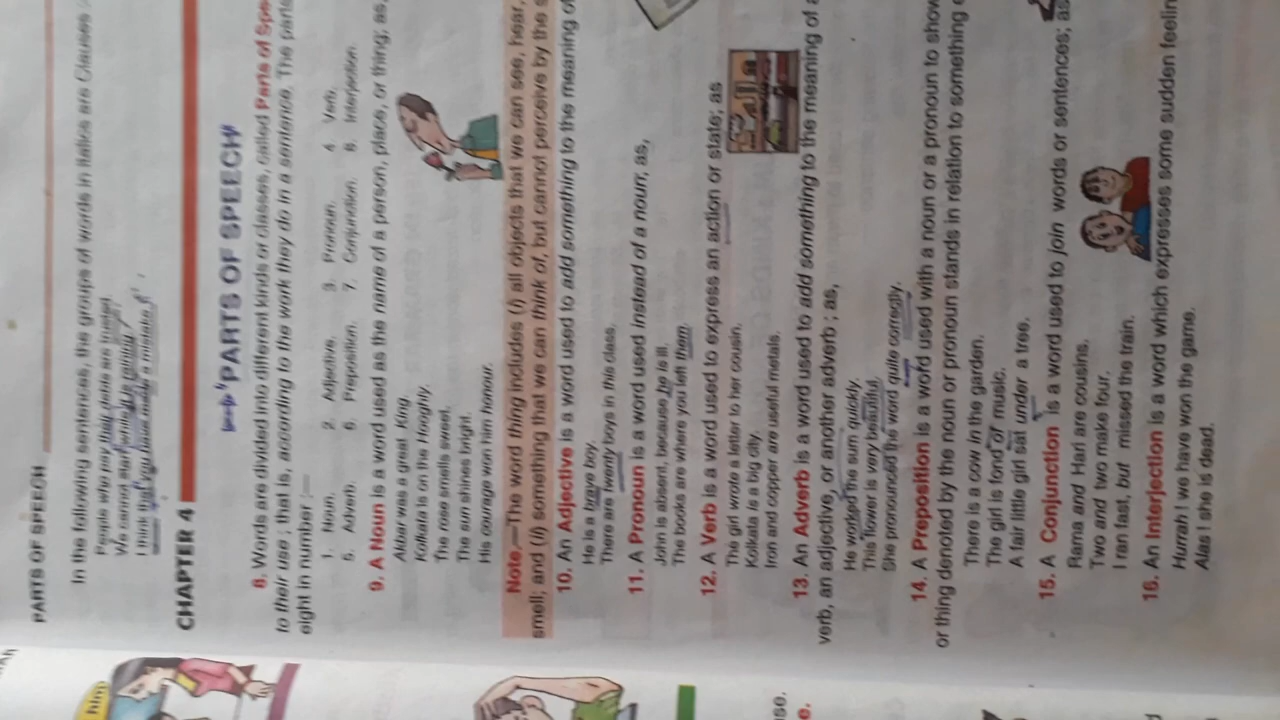 PARTS OF SPEECH
In the following sentences, the groups of words in italics are Clauses
People who pay their debts are trusted.
We cannot start
I think that you have made a mistake.
CHAPTER 4
PARTS OF SPEECH
8. Words are divided into different kinds or classes, called Parts of Spe
to their use ; that is, according to the work they do in a sentence. The parts
eight in number :—
1. Noun. 2. Adjective. 3. Pronoun. 4 Verb.
5. Adverb. 6. Preposition. 7. Conjunction. 8. Interjection.
9. A Noun is a word used as the name of a person, place, or thing; as,
Akbar was a great King.
Kolkata is on the Hooghly.
The rose smells sweet.
The sun shines bright.
His courage won him honour.
Note.—The word thing includes (i) all objects that we can see, hear,
smell; and (ii) something that we can think of, but cannot perceive by the s
10. An Adjective is a word used to add something to the meaning of
He is a brave boy.
There are twenty boys in this class.
11. A Pronoun is a word used instead of a noun; as,
John is absent, because he is ill.
The books are where you left them.
12. A Verb is a word used to express an action or state; as
The girl wrote a letter to her cousin.
Kolkata is a big city.
Iron and copper are useful metals.
13. An Adverb is a word used to add something to the meaning of a
verb, an adjective, or another adverb ; as,
He worked the sum quickly.
This flower is very beautiful.
She pronounced the word quite correctly.
14. A Preposition is a word used with a noun or a pronoun to show
or thing denoted by the noun or pronoun stands in relation to something
There is a cow in the garden.
The girl is fond of music.
A fair little girl sat under a tree.
15. A Conjunction is a word used to join words or sentences; as
Rama and Hari are cousins.
Two and two make four.
I ran fast, but missed the train.
16. An Interjection is a word which expresses some sudden feelin
Hurrah ! we have won the game.
Alas ! she is dead.
him